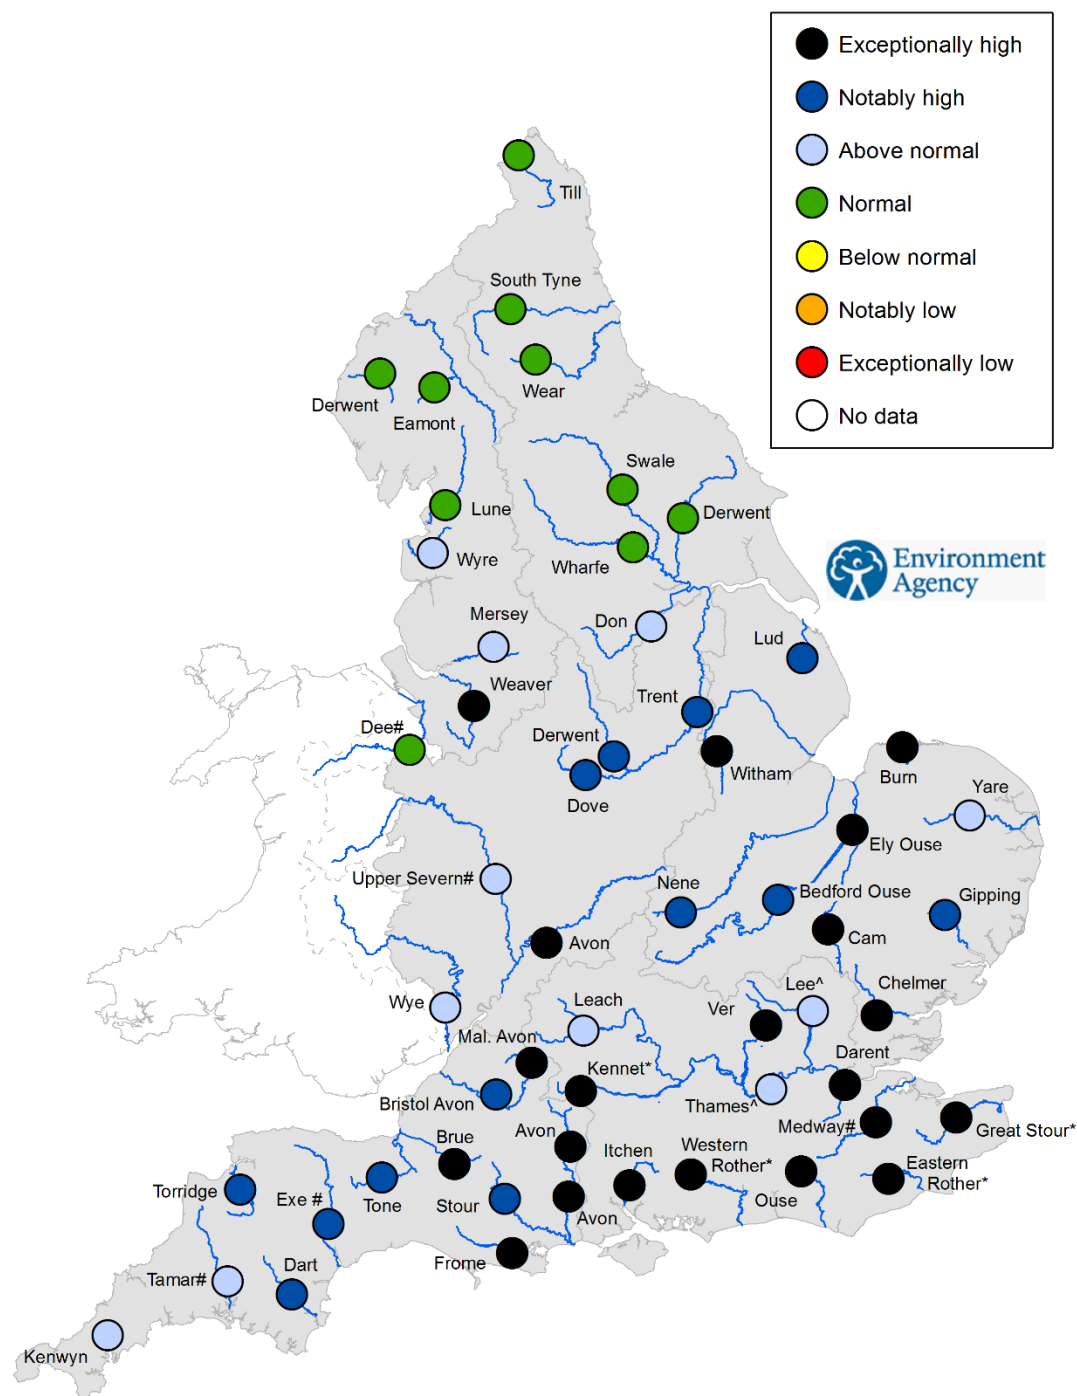 Exceptionally high
Notably high
Above normal
Normal
Below normal
Notably low
Exceptionally low
No data
Environment
Agency
Till
South Tyne
Wear
Derwent
Eamont
Swale
Lune
Derwent
Wyre
Wharfe
Mersey
Don
Lud
Weaver
Trent
Dee#
Derwent
Witham
Burn
Dove
Yare
Ely Ouse
Upper Severn#
Nene
Bedford Ouse
Gipping
Avon
Cam
Wye
Leach
Ver
Lee^
Chelmer
Mal. Avon
Kennet*
Darent
Bristol Avon
Thames^
Medway#
Great Stour*
Brue
Avon
Itchen
Western
Rother*
Eastern
Rother*
Torridge
Exe #
Tone
Stour
Avon
Ouse
Frome
Tamar#
Dart
Kenwyn